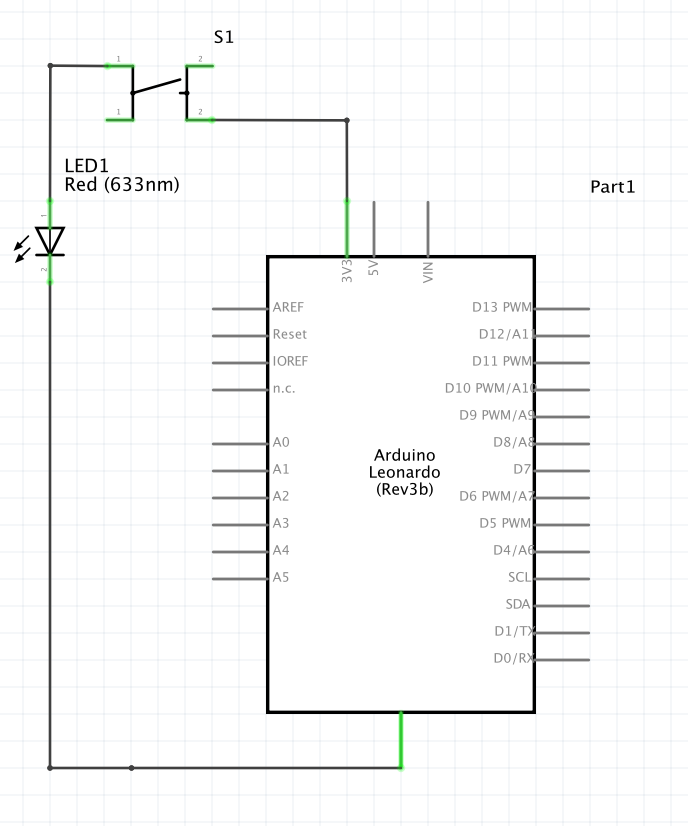 S1
1
2
1
2
LED1
Red (633nm)
1
2
Part1
3V3
5V
VIN
AREF
Reset
IOREF
n.c.
A0
A1
A2
A3
A4
A5
Arduino
Leonardo
(Rev3b)
D13 PWM
D12/A11
D11 PWM
D10 PWM/A10
D9 PWM/A9
D8/A8
D7
D6 PWM/A7
D5 PWM
D4/A6
SCL
SDA
D1/TX
D0/RX